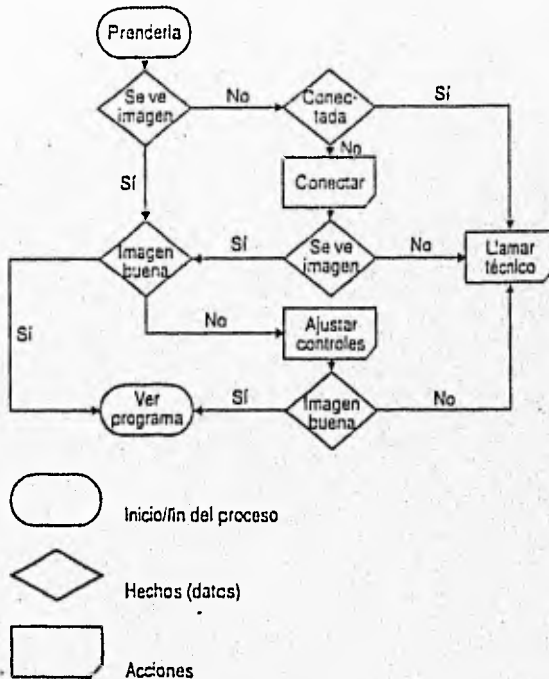 Prenderla
Se ve
imagen
No
Conec-
tada
Sí
No
Conectar
Sí
Imagen
buena
Sí
Se ve
imagen
No
Llamar
técnico
Sí
No
Ajustar
controles
Ver
programa
Sí
Imagen
buena
No
Inicio/fin del proceso
Hechos (datos)
Acciones